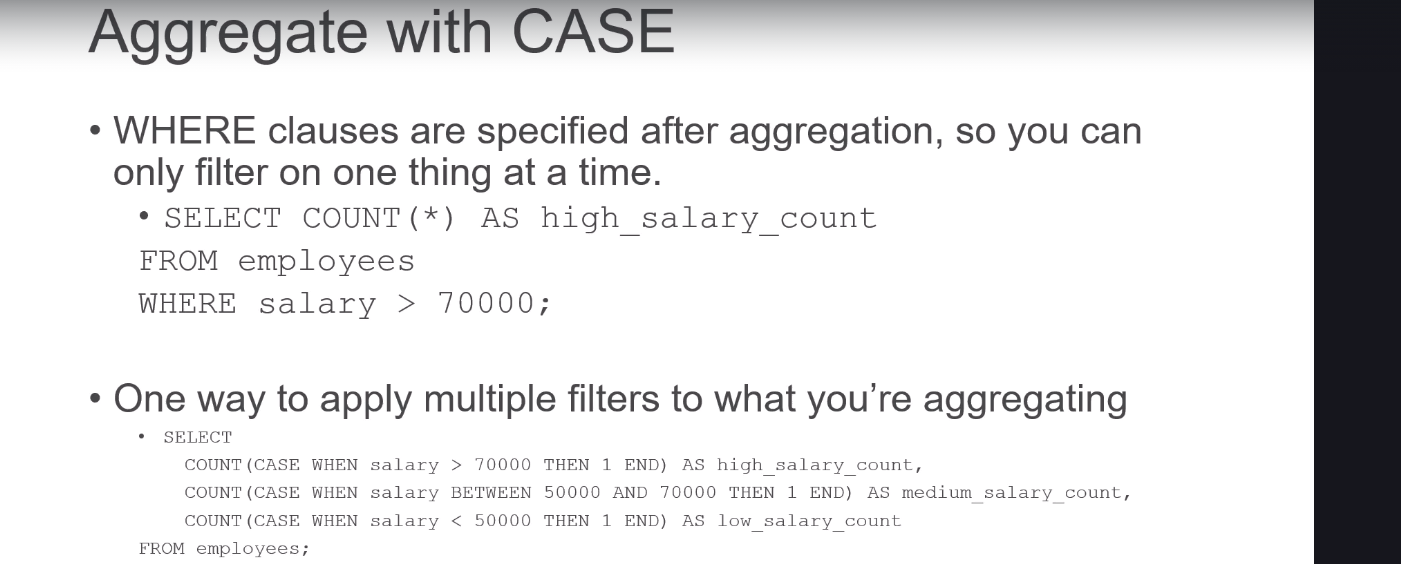 Aggregate with CASE
• WHERE clauses are specified after aggregation, so you can
only filter on one thing at a time.
• SELECT COUNT(*) AS high_salary_count
FROM employees
WHERE salary > 70000;
• One way to apply multiple filters to what you’re aggregating
• SELECT
COUNT(CASE WHEN salary > 70000 THEN 1 END) AS high_salary_count,
COUNT(CASE WHEN salary BETWEEN 50000 AND 70000 THEN 1 END) AS medium_salary_count,
COUNT(CASE WHEN salary < 50000 THEN 1 END) AS low_salary_count
FROM employees;